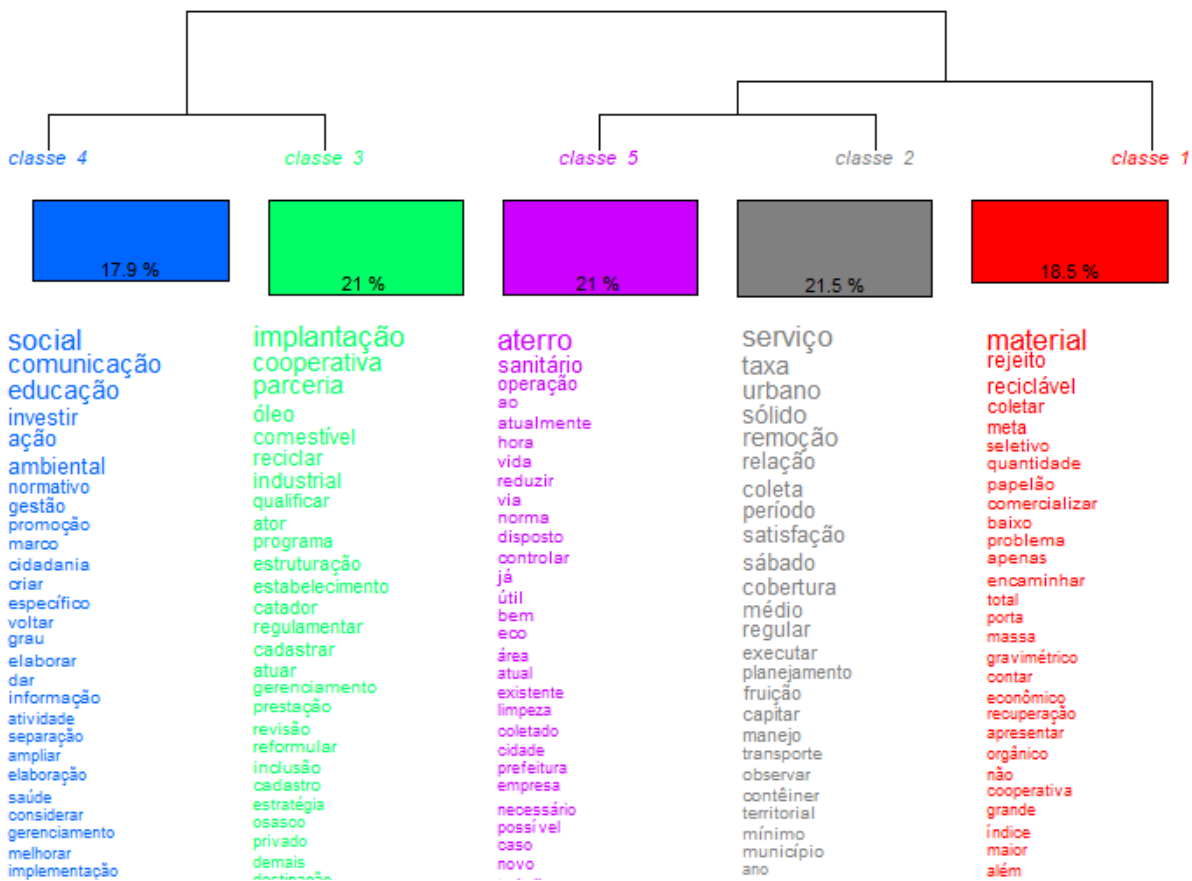 classe 4
classe 3
classe 5
classe 2
classe 1
17.9 %
21 %
21 %
21.5 %
18.5 %
social
comunicação
educação
investir
ação
ambiental
normativo
gestão
promoção
marco
cidadania
criar
específico
voltar
grau
elaborar
dar
informação
atividade
separação
ampliar
elaboração
saúde
considerar
gerenciamento
melhorar
implementação
implantação
cooperativa
parceria
óleo
comestível
reciclar
industrial
qualificar
ator
programa
estruturação
estabelecimento
catador
regulamentar
cadastrar
atuar
gerenciamento
prestação
revisão
reformular
inclusão
cadastro
estratégia
osasco
privado
demais
aterro
sanitário
operação
ao
atualmente
hora
vida
reduzir
via
norma
disposto
controlar
já
útil
bem
eco
área
atual
existente
limpeza
coletado
cidade
prefeitura
empresa
necessário
possível
caso
novo
serviço
taxa
urbano
sólido
remoção
relação
coleta
período
satisfação
sábado
cobertura
médio
regular
executar
planejamento
fruição
capitar
manejo
transporte
observar
contêiner
territorial
mínimo
município
ano
material
rejeito
reciclável
coletar
meta
seletivo
quantidade
papelão
comercializar
baixo
problema
apenas
encaminhar
total
porta
massa
gravimétrico
contar
econômico
recuperação
apresentar
orgânico
não
cooperativa
grande
índice
maior
além